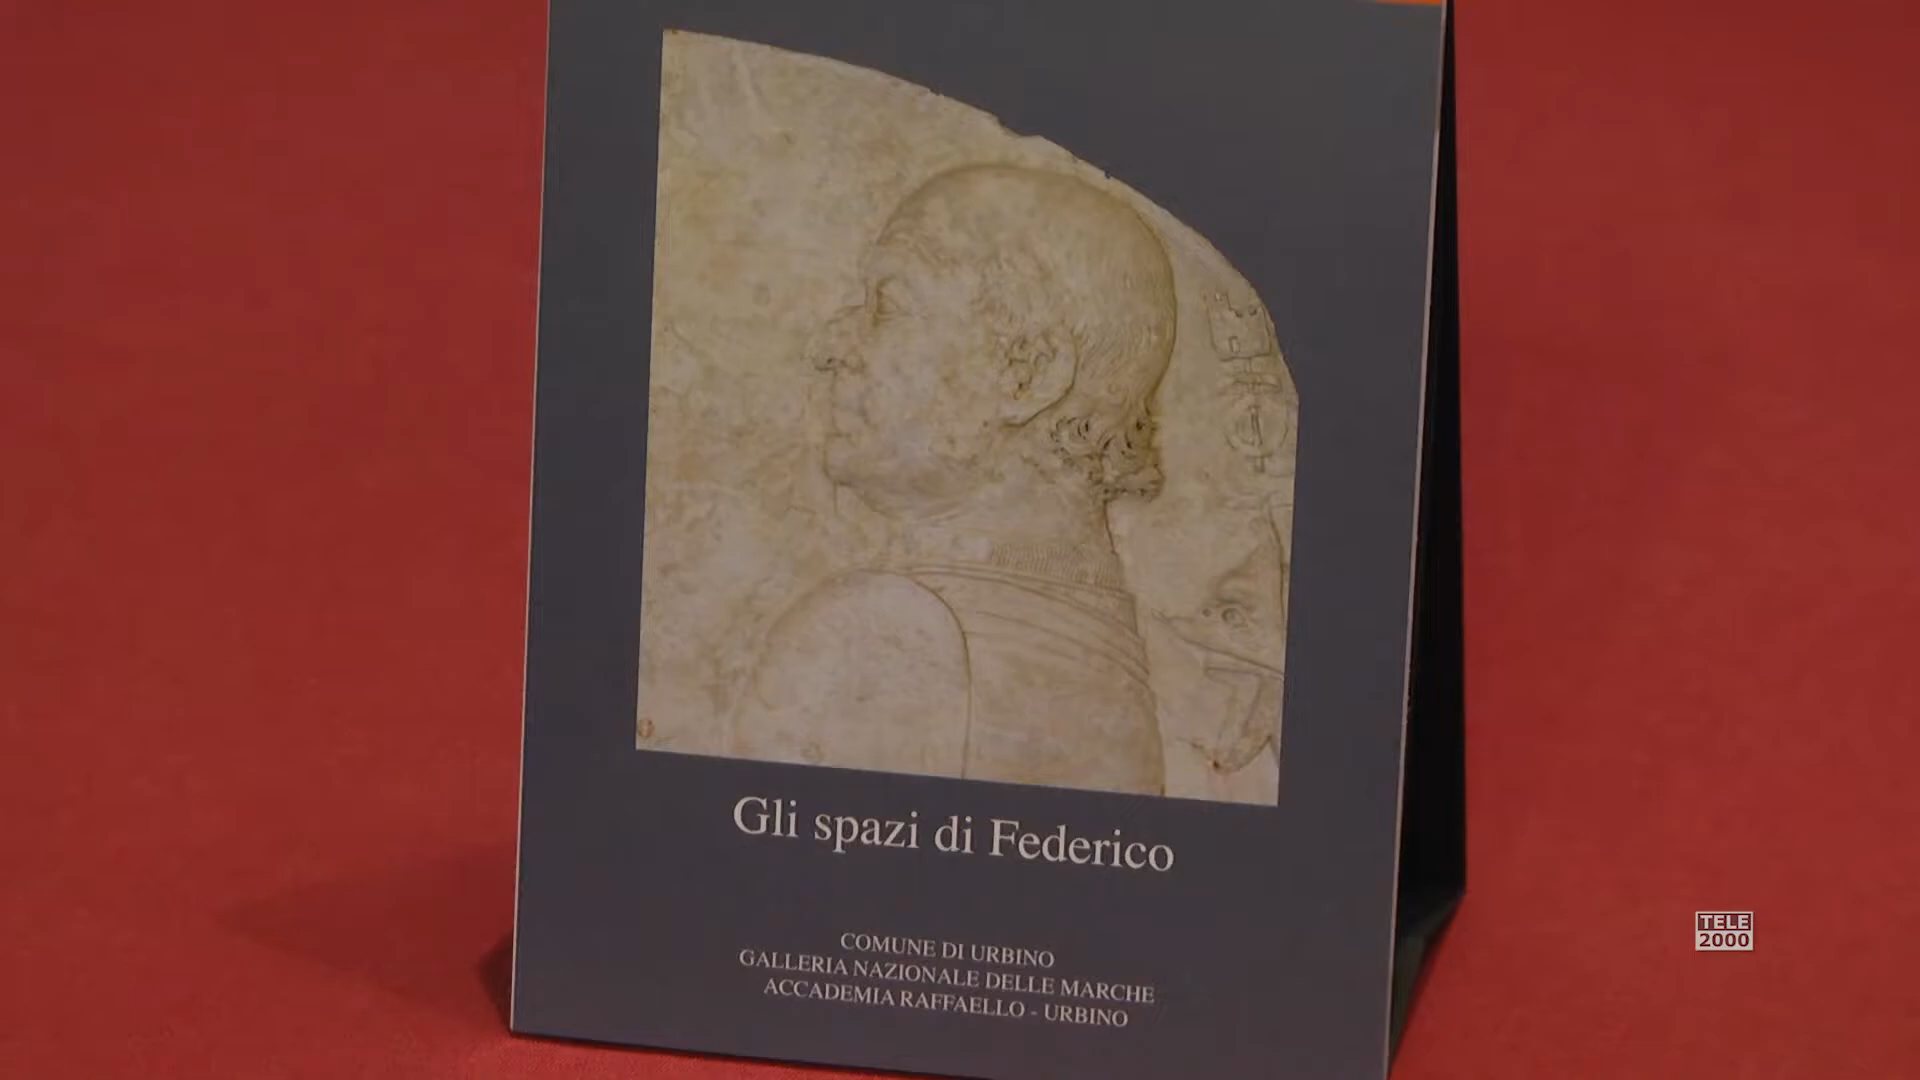 Gli spazi di Federico
COMUNE DI URBINO
GALLERIA NAZIONALE DELLE MARCHE
ACCADEMIA RAFFAELLO - URBINO
TELE
2000